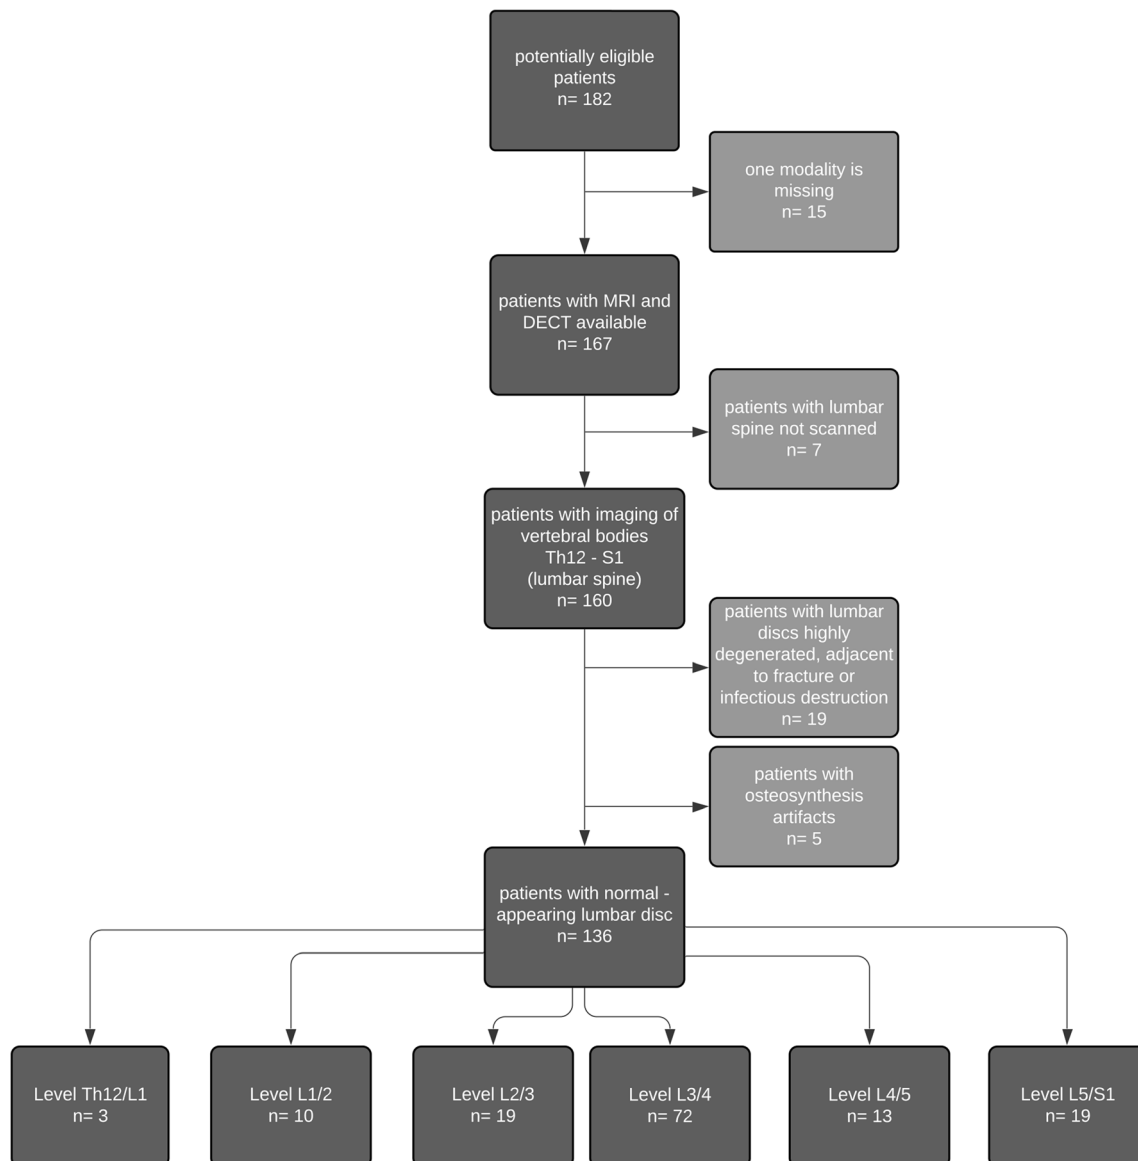 potentially eligible
patients
n= 182
one modality is
missing
n= 15
patients with MRI and
DECT available
n= 167
patients with lumbar
spine not scanned
n= 7
patients with imaging of
vertebral bodies
Th12 - S1
(lumbar spine)
n= 160
patients with lumbar
discs highly
degenerated, adjacent
to fracture or
infectious destruction
n= 19
patients with
osteosynthesis
artifacts
n= 5
patients with normal -
appearing lumbar disc
n= 136
Level Th12/L1
n= 3
Level L1/2
n= 10
Level L2/3
n= 19
Level L3/4
n= 72
Level L4/5
n= 13
Level L5/S1
n= 19